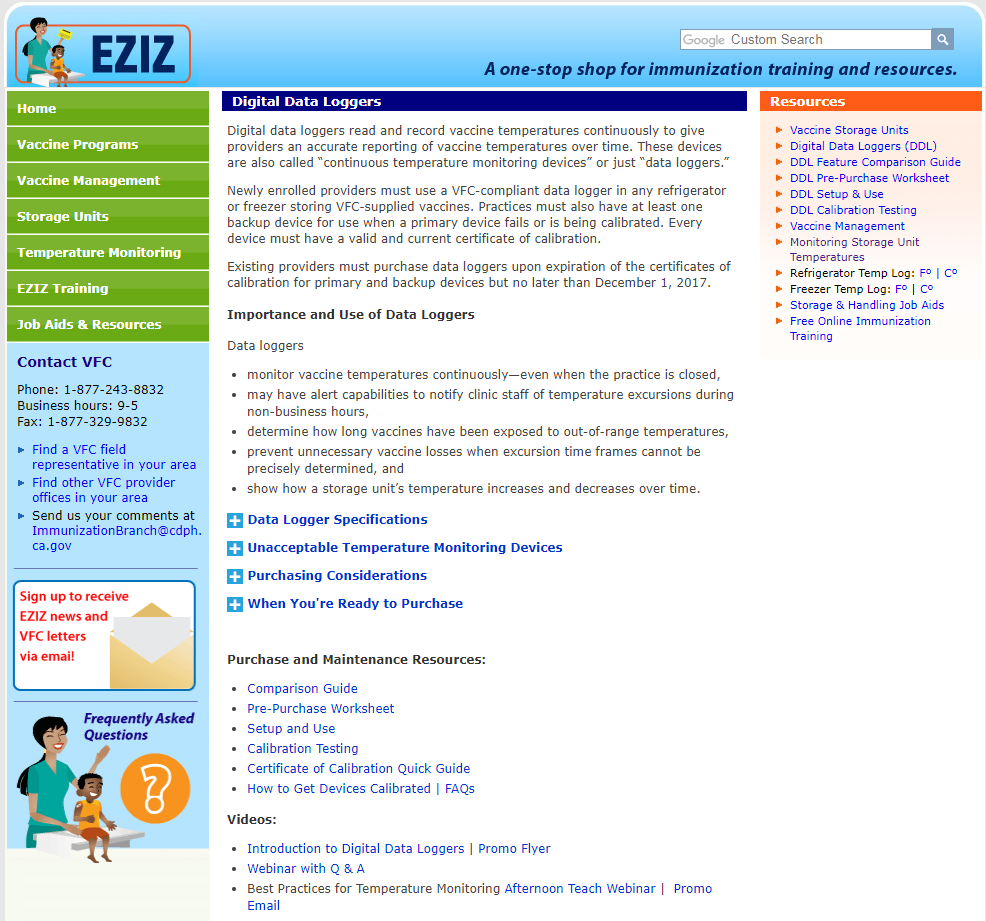 EZIZ
Google Custom Search
A one-stop shop for immunization training and resources.
Home
Vaccine Programs
Vaccine Management
Storage Units
Temperature Monitoring
EZIZ Training
Job Aids & Resources
Contact VFC
Phone: 1-877-243-8832
Business hours: 9-5
Fax: 1-877-329-9832
Find a VFC field
representative in your area
Find other VFC provider
offices in your area
Send us your comments at
ImmunizationBranch@cdph.
ca.gov
Sign up to receive
EZIZ news and
VFC letters
via email!
Frequently Asked
Questions
?
Digital Data Loggers
Digital data loggers read and record vaccine temperatures continuously to give
providers an accurate reporting of vaccine temperatures over time. These devices
are also called “continuous temperature monitoring devices” or just “data loggers.”
Newly enrolled providers must use a VFC-compliant data logger in any refrigerator
or freezer storing VFC-supplied vaccines. Practices must also have at least one
backup device for use when a primary device fails or is being calibrated. Every
device must have a valid and current certificate of calibration.
Existing providers must purchase data loggers upon expiration of the certificates of
calibration for primary and backup devices but no later than December 1, 2017.
Importance and Use of Data Loggers
Data loggers
• monitor vaccine temperatures continuously—even when the practice is closed,
• may have alert capabilities to notify clinic staff of temperature excursions during
non-business hours,
• determine how long vaccines have been exposed to out-of-range temperatures,
• prevent unnecessary vaccine losses when excursion time frames cannot be
precisely determined, and
• show how a storage unit’s temperature increases and decreases over time.
Data Logger Specifications
Unacceptable Temperature Monitoring Devices
Purchasing Considerations
When You're Ready to Purchase
Purchase and Maintenance Resources:
• Comparison Guide
• Pre-Purchase Worksheet
• Setup and Use
• Calibration Testing
• Certificate of Calibration Quick Guide
• How to Get Devices Calibrated | FAQs
Videos:
• Introduction to Digital Data Loggers | Promo Flyer
• Webinar with Q & A
• Best Practices for Temperature Monitoring Afternoon Teach Webinar | Promo
Email
Resources
Vaccine Storage Units
Digital Data Loggers (DDL)
DDL Feature Comparison Guide
DDL Pre-Purchase Worksheet
DDL Setup & Use
DDL Calibration Testing
Vaccine Management
Monitoring Storage Unit
Temperatures
Refrigerator Temp Log: Fº | Cº
Freezer Temp Log: Fº | Cº
Storage & Handling Job Aids
Free Online Immunization
Training